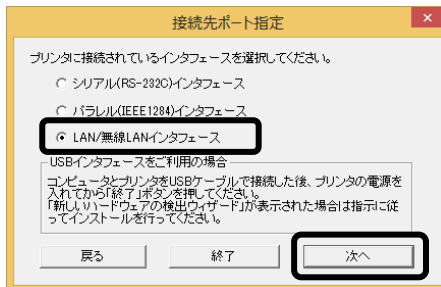 接続先ポート指定
プリンタに接続されているインタフェースを選択してください。
シリアル(RS-232C)インタフェース
パラレル(IEEE1284)インタフェース
LAN/無線LANインタフェース
USBインタフェースをご利用の場合
コンピュータとプリンタをUSBケーブルで接続した後、プリンタの電源を
入れてから「終了」ボタンを押してください。
「新しいハードウェアの検出ウィザード」が表示された場合は指示に従
ってインストールを行ってください。
戻る
終了
次へ